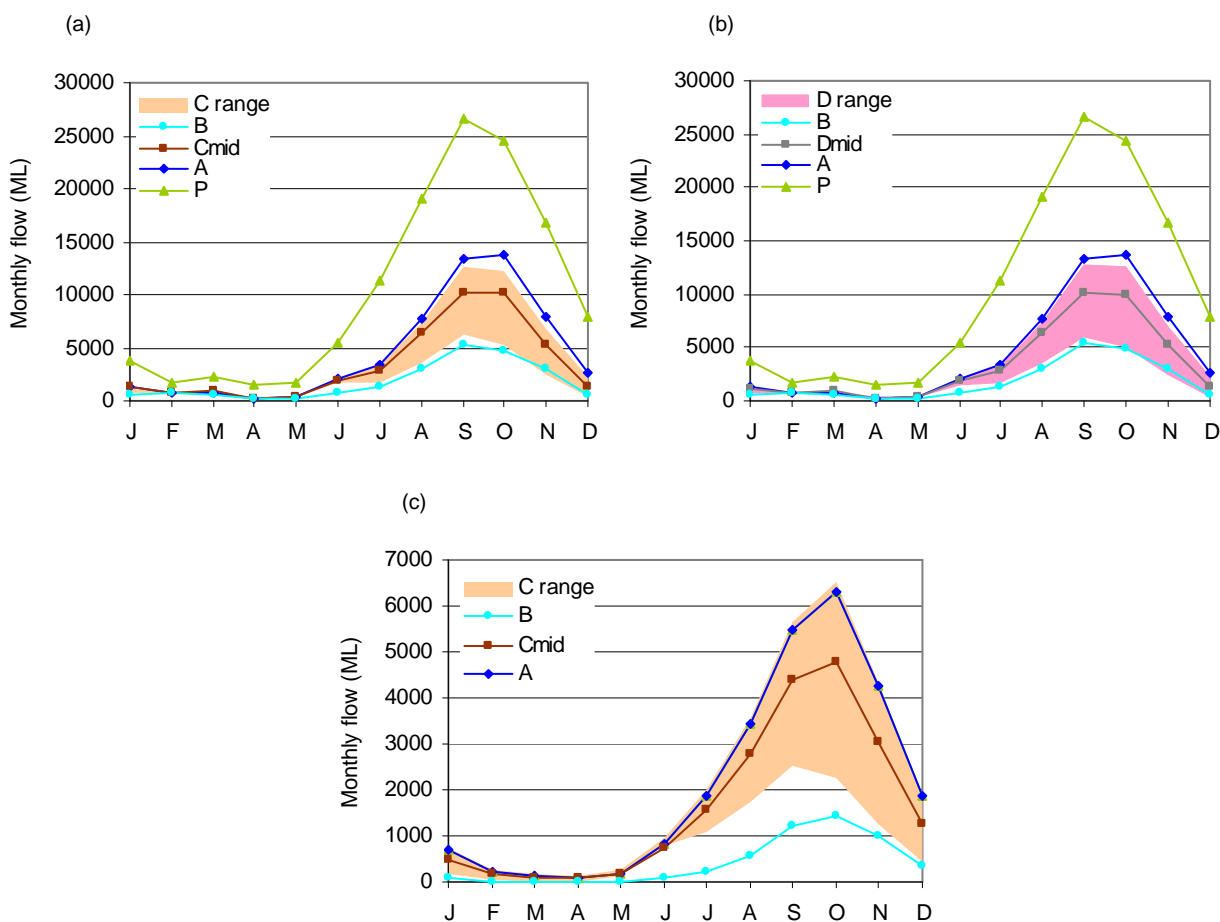 (a)
30000
25000
20000
15000
10000
5000
0
Monthly flow (ML)
C range
B
Cmid
A
P
J F M A M J J A S O N D
(b)
30000
25000
20000
15000
10000
5000
0
Monthly flow (ML)
D range
B
Dmid
A
P
J F M A M J J A S O N D
(c)
7000
6000
5000
4000
3000
2000
1000
0
Monthly flow (ML)
C range
B
Cmid
A
J F M A M J J A S O N D